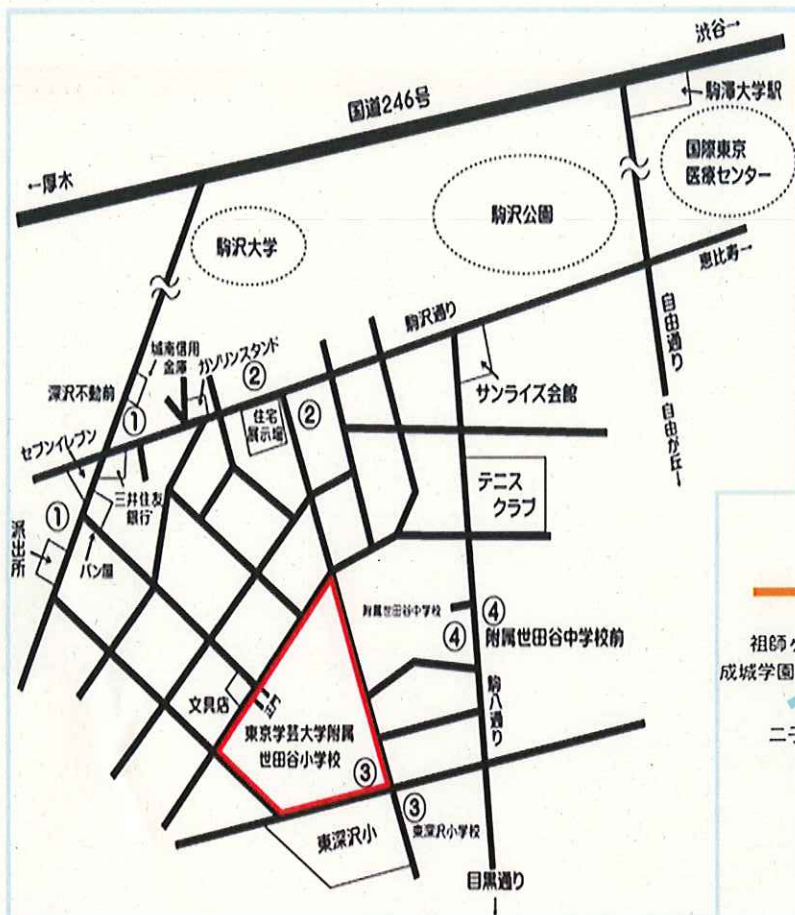 渋谷→
国道246号
駒澤大学駅
←厚木
国際東京
医療センター
駒沢公園
駒沢大学
恵比寿→
駒沢通り
城南信用
金庫
ガソリンスタンド
②
自由通り
深沢不動前
サンライズ会館
①
住宅
展示場
②
自由が丘→
セブンイレブン
三井住友
銀行
テニス
クラブ
①
派出所
パン屋
附属世田谷中学校
④
④
附属世田谷中学校前
祖師ヶ
成城学園
文具店
正門
駒八通り
東京学芸大学附属
世田谷小学校
二子
③
③
東深沢小
東深沢小学校
目黒通り
↓